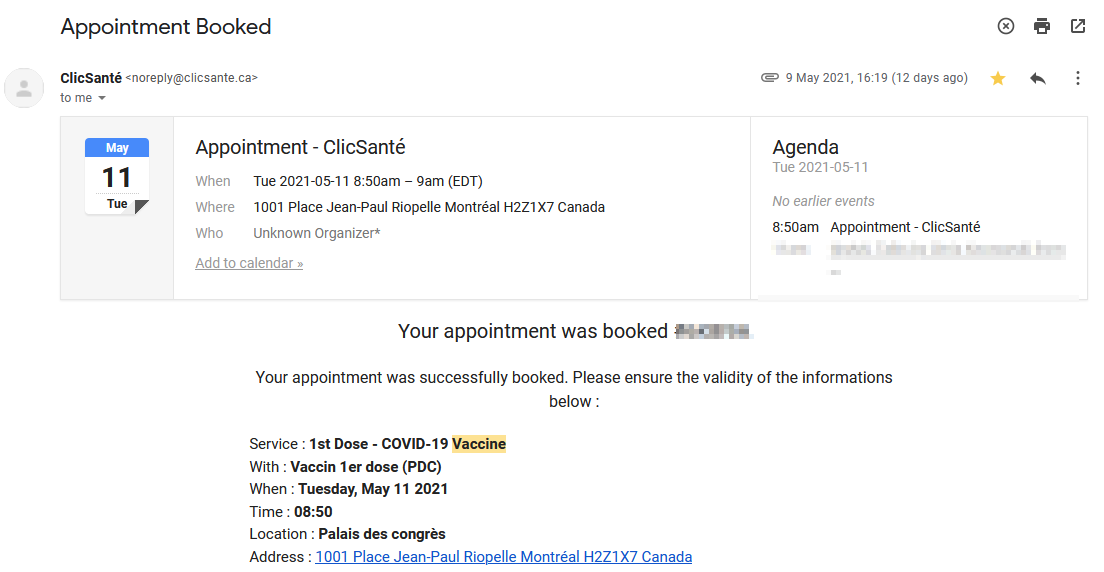 Appointment Booked
ClicSanté <noreply@clicsante.ca>
9 May 2021, 16:19 (12 days ago)
to me
May
11
Tue
Appointment - ClicSanté
When Tue 2021-05-11 8:50am – 9am (EDT)
Where 1001 Place Jean-Paul Riopelle Montréal H2Z1X7 Canada
Who Unknown Organizer*
Add to calendar »
Agenda
Tue 2021-05-11
No earlier events
8:50am Appointment - ClicSanté
Your appointment was booked
Your appointment was successfully booked. Please ensure the validity of the informations
below :
Service : 1st Dose - COVID-19 Vaccine
With : Vaccin 1er dose (PDC)
When : Tuesday, May 11 2021
Time : 08:50
Location : Palais des congrès
Address : 1001 Place Jean-Paul Riopelle Montréal H2Z1X7 Canada